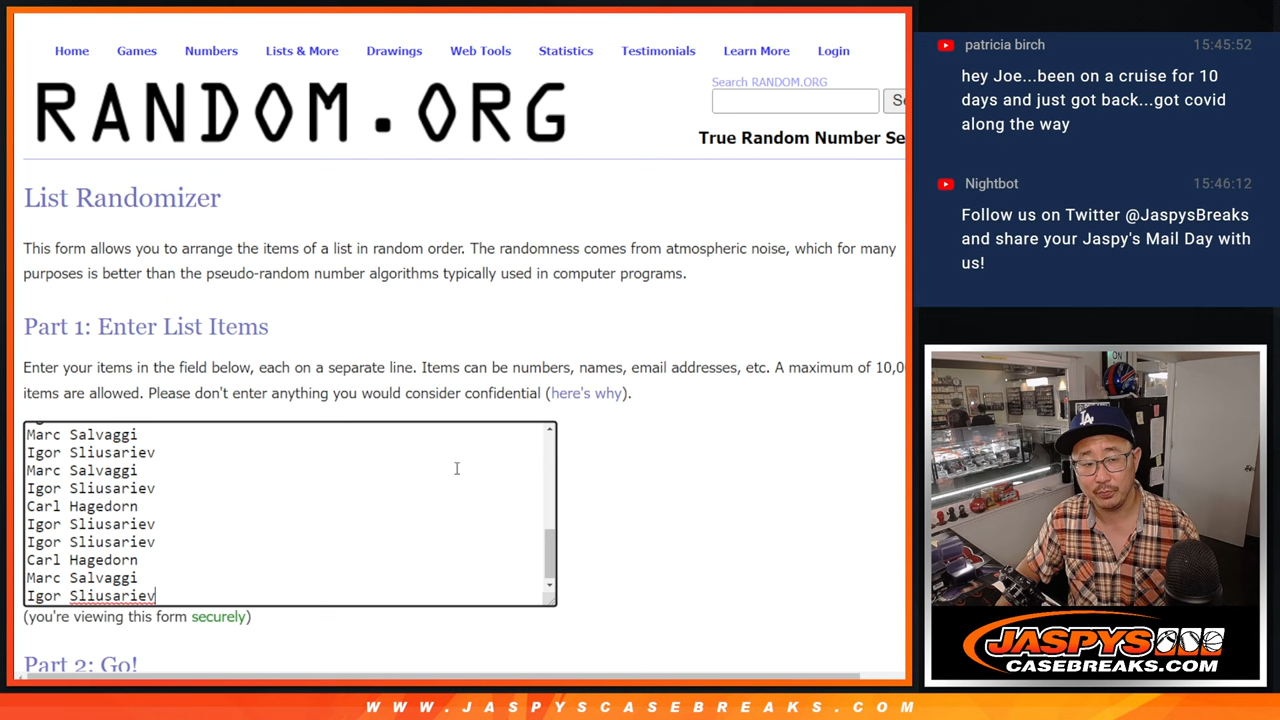 Home Games Numbers Lists & More Drawings Web Tools Statistics Testimonials Learn More Login
RANDOM.ORG
Search RANDOM.ORG
True Random Number Se
List Randomizer
This form allows you to arrange the items of a list in random order. The randomness comes from atmospheric noise, which for many
purposes is better than the pseudo-random number algorithms typically used in computer programs.
Part 1: Enter List Items
Enter your items in the field below, each on a separate line. Items can be numbers, names, email addresses, etc. A maximum of 10,0
items are allowed. Please don't enter anything you would consider confidential (here's why).
Marc Salvaggi
Igor Sliusariev
Marc Salvaggi
Igor Sliusariev
Carl Hagedorn
Igor Sliusariev
Igor Sliusariev
Carl Hagedorn
Marc Salvaggi
Igor Sliusariev
(you're viewing this form securely)
Part 2: Go!
patricia birch 15:45:52
hey Joe...been on a cruise for 10
days and just got back...got covid
along the way
Nightbot 15:46:12
Follow us on Twitter @JaspysBreaks
and share your Jaspy's Mail Day with
us!
ON
LA
JASPYS
CASEBREAKS.COM
WWW.JASPYSCASEBREAKS.COM